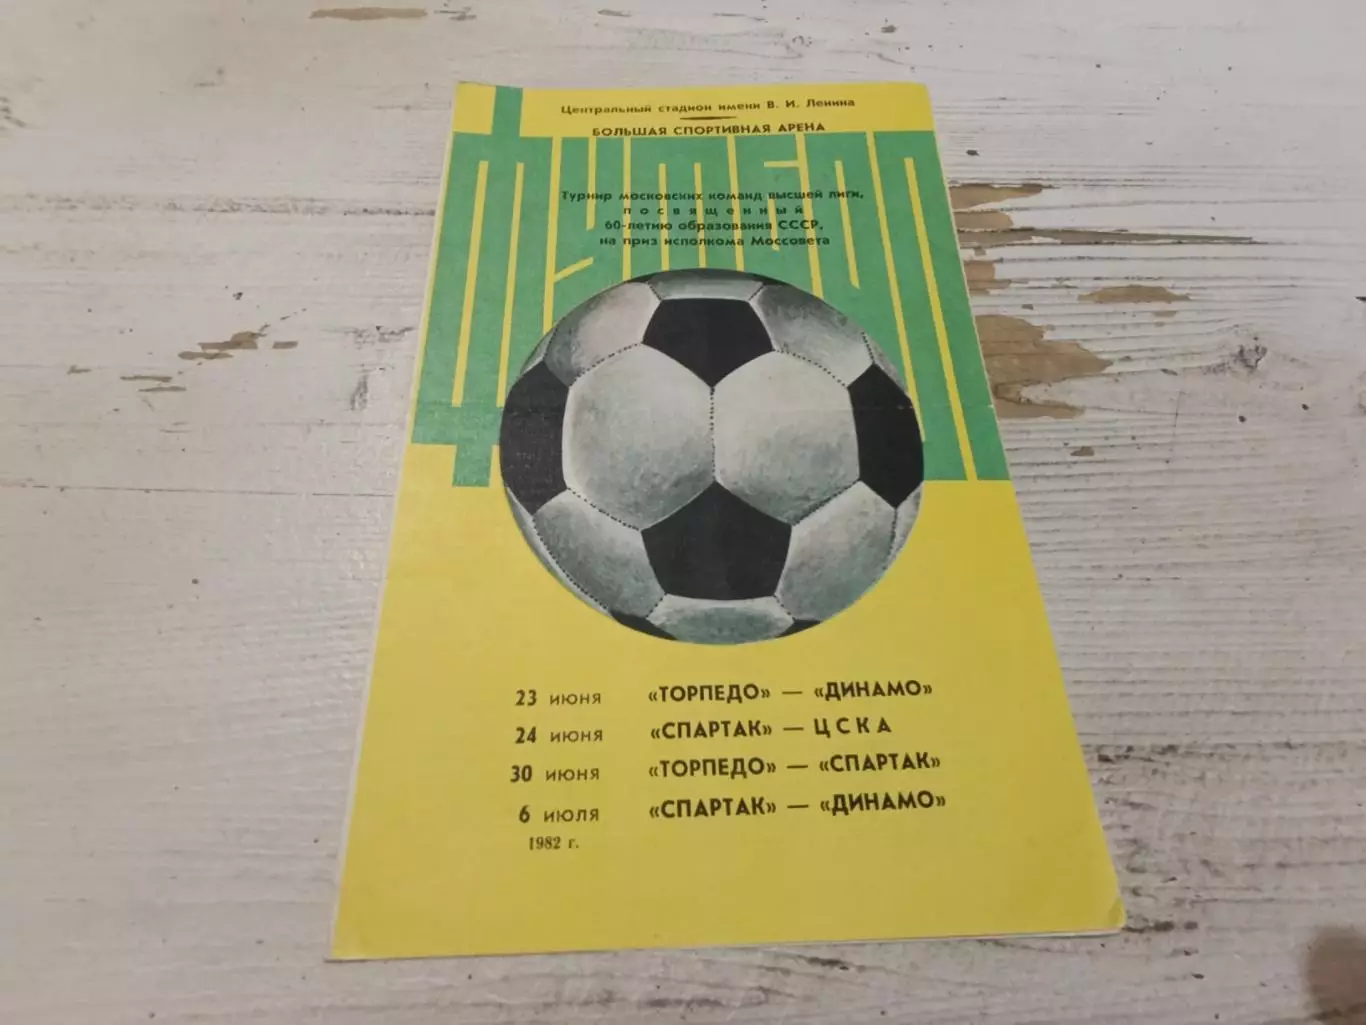 Центральный стадион имени В. И. Ленина
БОЛЬШАЯ СПОРТИВНАЯ АРЕНА
ФУТБОЛ
Турнир московских команд высшей лиги,
посвященный
60-летию образования СССР,
на приз исполкома Моссовета
23 июня «ТОРПЕДО» — «ДИНАМО»
24 июня «СПАРТАК» — ЦСКА
30 июня «ТОРПЕДО» — «СПАРТАК»
6 июля «СПАРТАК» — «ДИНАМО»
1982 г.